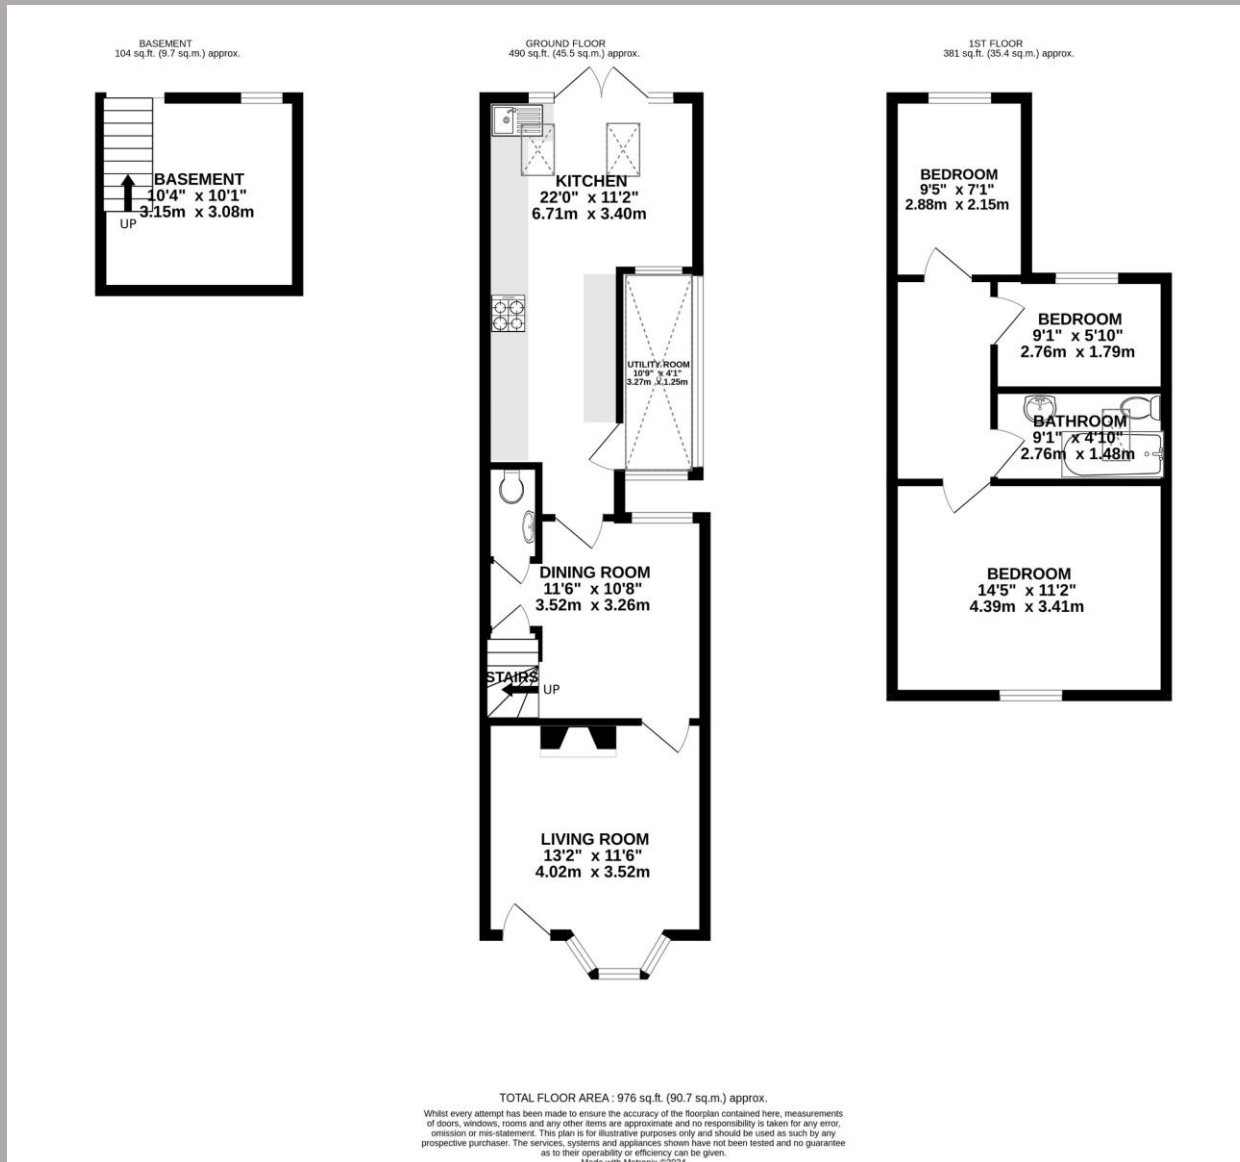 BASEMENT
104 sq.ft. (9.7 sq.m.) approx.
GROUND FLOOR
490 sq.ft. (45.5 sq.m.) approx.
1ST FLOOR
381 sq.ft. (35.4 sq.m.) approx.
BASEMENT
10'4" x 10'1"
3.15m x 3.08m
UP
KITCHEN
22'0" x 11'2"
6.71m x 3.40m
UTILITY ROOM
10'9" x 4'1"
3.27m x 1.25m
DINING ROOM
11'6" x 10'8"
3.52m x 3.26m
STAIRS
UP
LIVING ROOM
13'2" x 11'6"
4.02m x 3.52m
BEDROOM
9'5" x 7'1"
2.88m x 2.15m
BEDROOM
9'1" x 5'10"
2.76m x 1.79m
BATHROOM
9'1" x 4'10"
2.76m x 1.48m
BEDROOM
14'5" x 11'2"
4.39m x 3.41m
TOTAL FLOOR AREA : 976 sq.ft. (90.7 sq.m.) approx.
Whilst every attempt has been made to ensure the accuracy of the floorplan contained here, measurements
of doors, windows, rooms and any other items are approximate and no responsibility is taken for any error,
omission or mis-statement. This plan is for illustrative purposes only and should be used as such by any
prospective purchaser. The services, systems and appliances shown have not been tested and no guarantee
as to their operability or efficiency can be given.
Made with Metropix ©2024